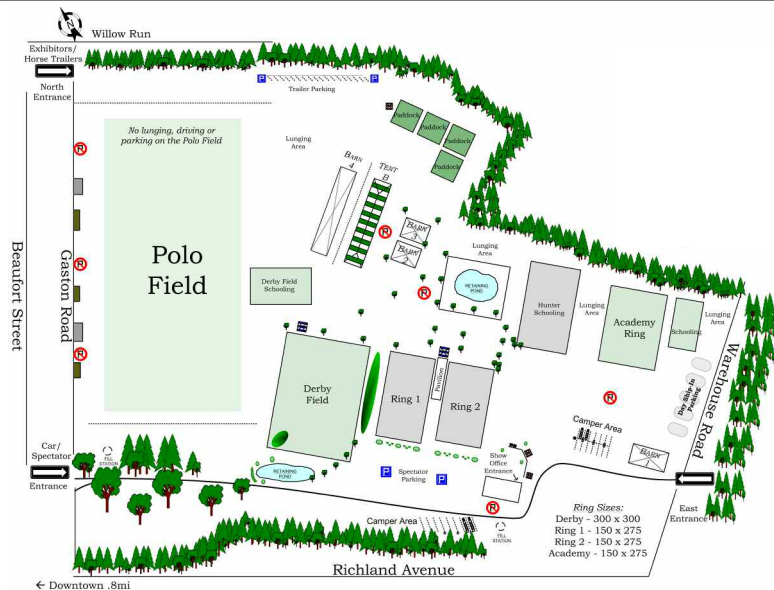 N
Willow Run
Exhibitors/
Horse Trailers
North
Entrance
P
P
Trailer Parking
No lunging, driving or
parking on the Polo Field
Lunging
Area
Paddock
Paddock
Paddock
Paddock
BARN
4
TENT
B
BARN
3
BARN
2
Polo
Field
Beaufort Street
Gaston Road
Derby Field
Schooling
Lunging
Area
RETAINING
POND
Hunter
Schooling
Lunging
Area
Academy
Ring
Schooling
Lunging
Area
Warehouse Road
Day Ship-In
Parking
Derby
Field
Ring 1
Pavilion
Ring 2
Camper Area
BARN
1
Car/
Spectator
Entrance
FILL
STATION
RETAINING
POND
P
Spectator
Parking
P
Show
Office
Entrance
East
Entrance
Camper Area
FILL
STATION
Ring Sizes:
Derby - 300 x 300
Ring 1 - 150 x 275
Ring 2 - 150 x 275
Academy - 150 x 275
Richland Avenue
← Downtown .8mi